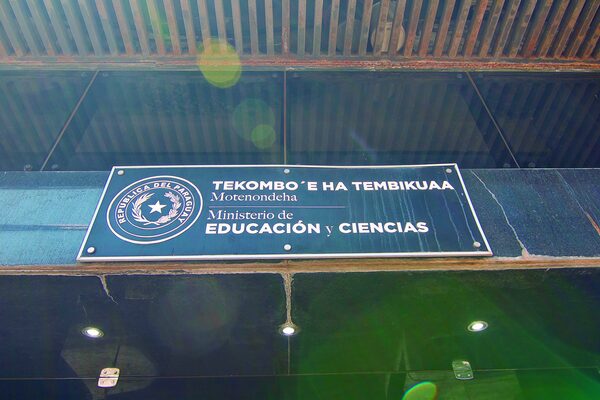 REPUBLICA DEL PARAGUAY
TEKOMBO´E HA TEMBIKUAA
Motenondeha
Ministerio de
EDUCACIÓN y CIENCIAS